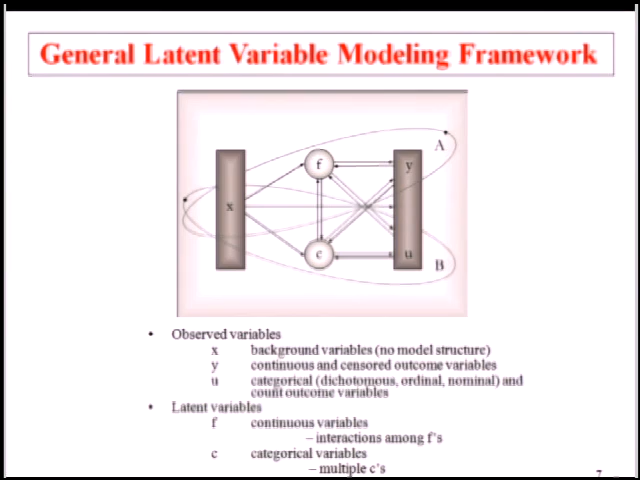 General Latent Variable Modeling Framework
A
f
y
x
c
u
B
• Observed variables
x background variables (no model structure)
y continuous and censored outcome variables
u categorical (dichotomous, ordinal, nominal) and
count outcome variables
• Latent variables
f continuous variables
– interactions among f's
c categorical variables
– multiple c's
7